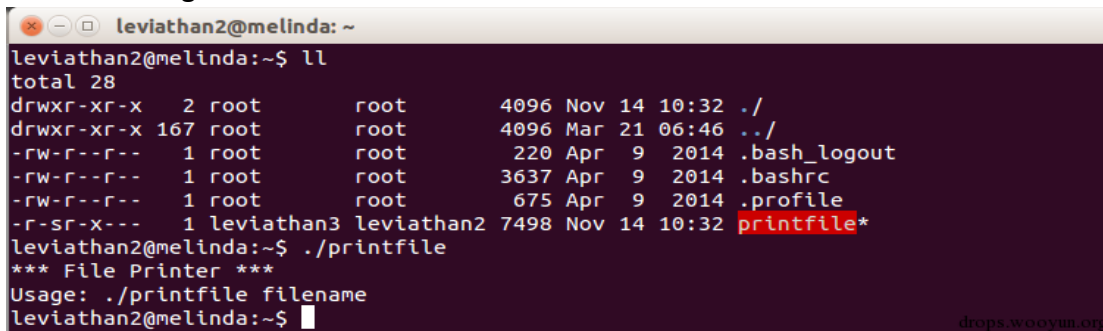 leviathan2@melinda: ~
leviathan2@melinda:~$ ll
total 28
drwxr-xr-x   2 root       root       4096 Nov 14 10:32 ./
drwxr-xr-x 167 root       root       4096 Mar 21 06:46 ../
-rw-r--r--   1 root       root        220 Apr  9  2014 .bash_logout
-rw-r--r--   1 root       root       3637 Apr  9  2014 .bashrc
-rw-r--r--   1 root       root        675 Apr  9  2014 .profile
-r-sr-x---   1 leviathan3 leviathan2 7498 Nov 14 10:32 printfile*
leviathan2@melinda:~$ ./printfile
*** File Printer ***
Usage: ./printfile filename
leviathan2@melinda:~$
drops.wooyun.org